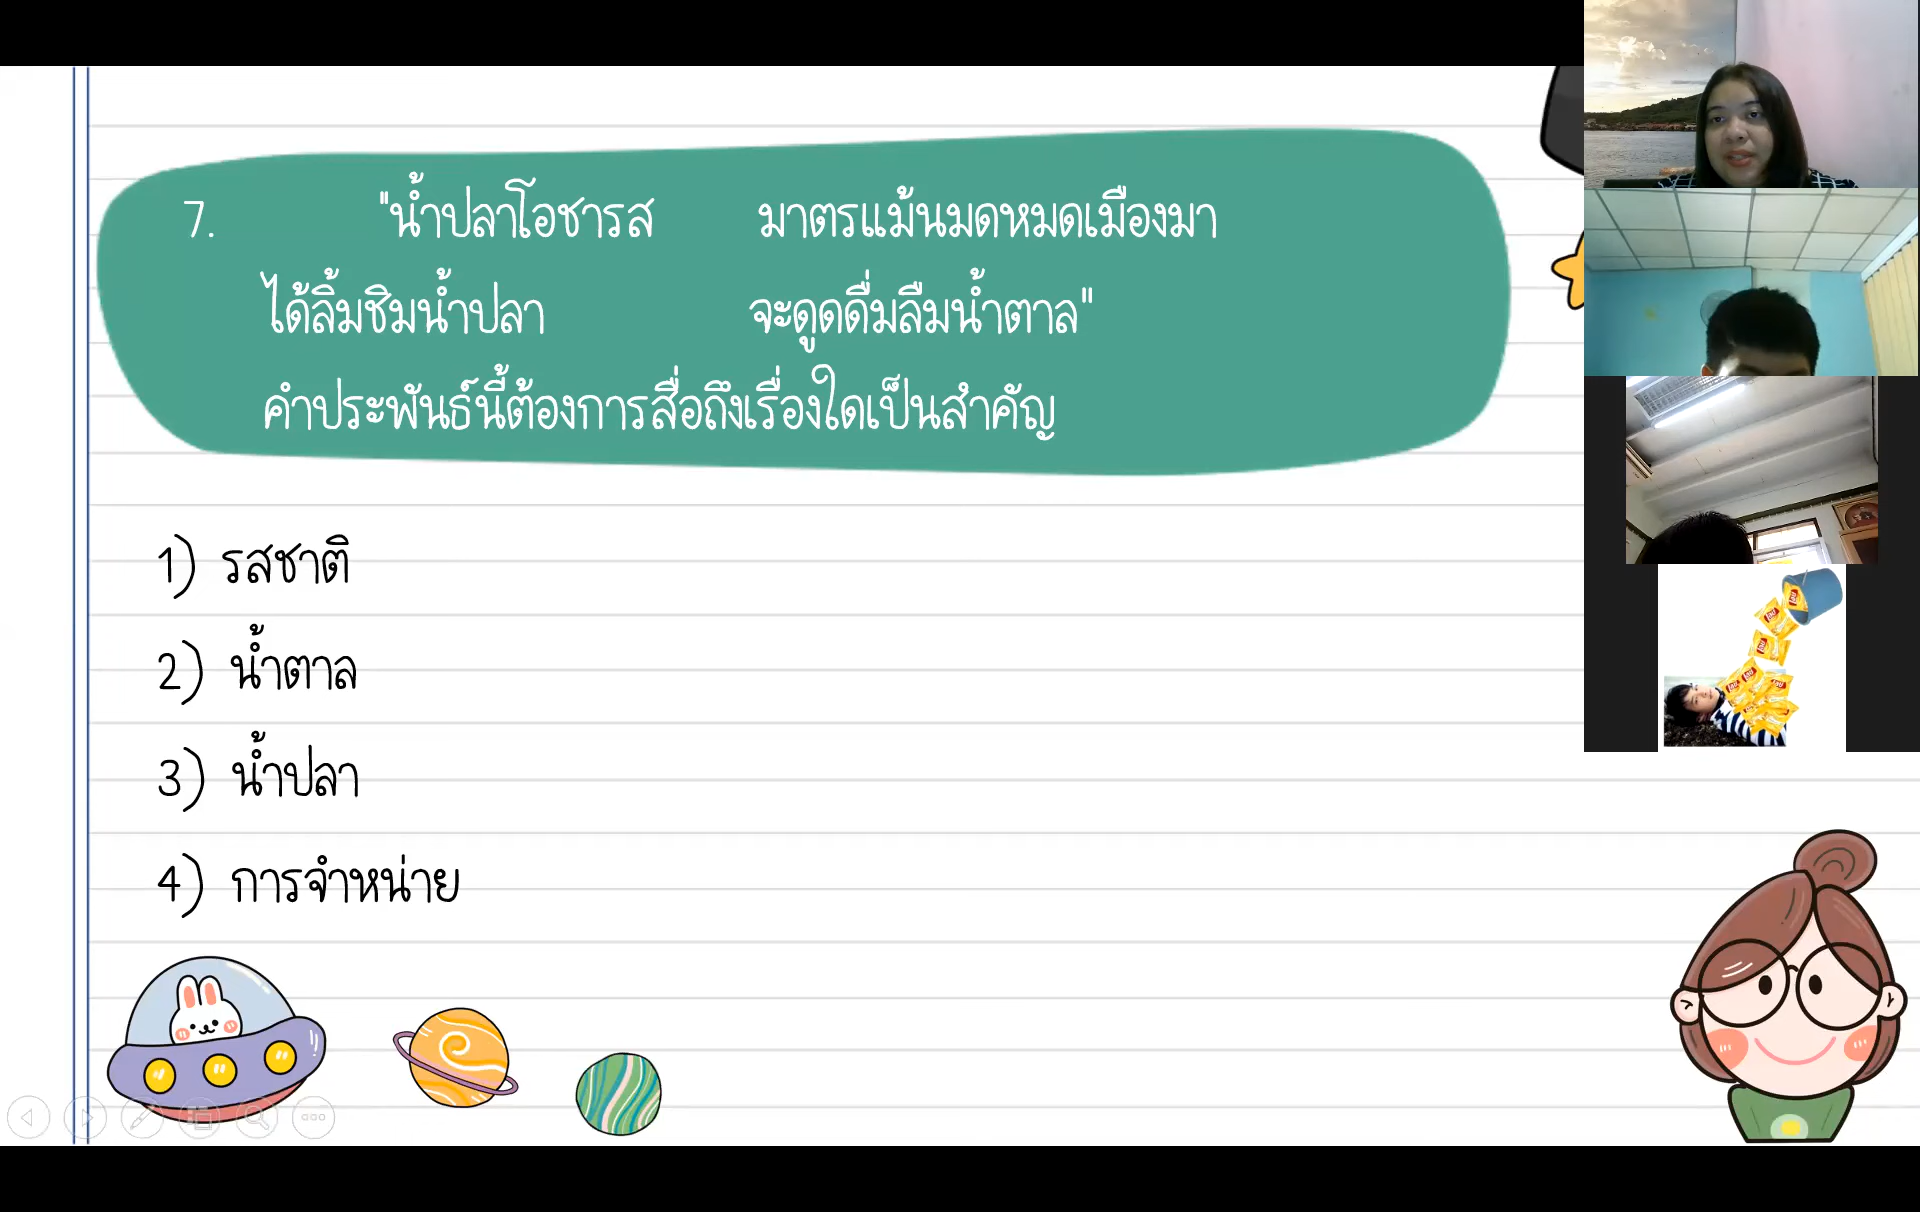 7. "น้ำปลาโอชารส มาตรแม้นมดหมดเมืองมา
ได้ลิ้มชิมน้ำปลา จะดูดดื่มลืมน้ำตาล"
คำประพันธ์นี้ต้องการสื่อถึงเรื่องใดเป็นสำคัญ
1) รสชาติ
2) น้ำตาล
3) น้ำปลา
4) การจำหน่าย